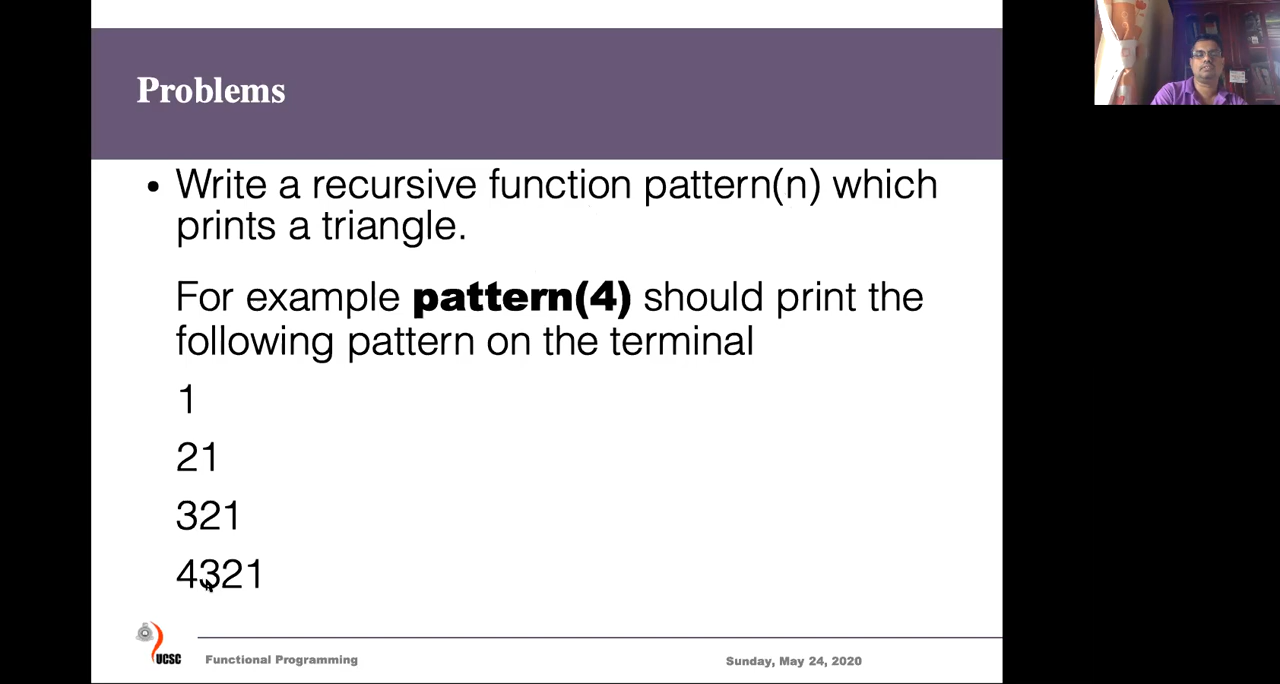 Problems
• Write a recursive function pattern(n) which
prints a triangle.
For example pattern(4) should print the
following pattern on the terminal
1
21
321
4321
UCSC
Functional Programming
Sunday, May 24, 2020